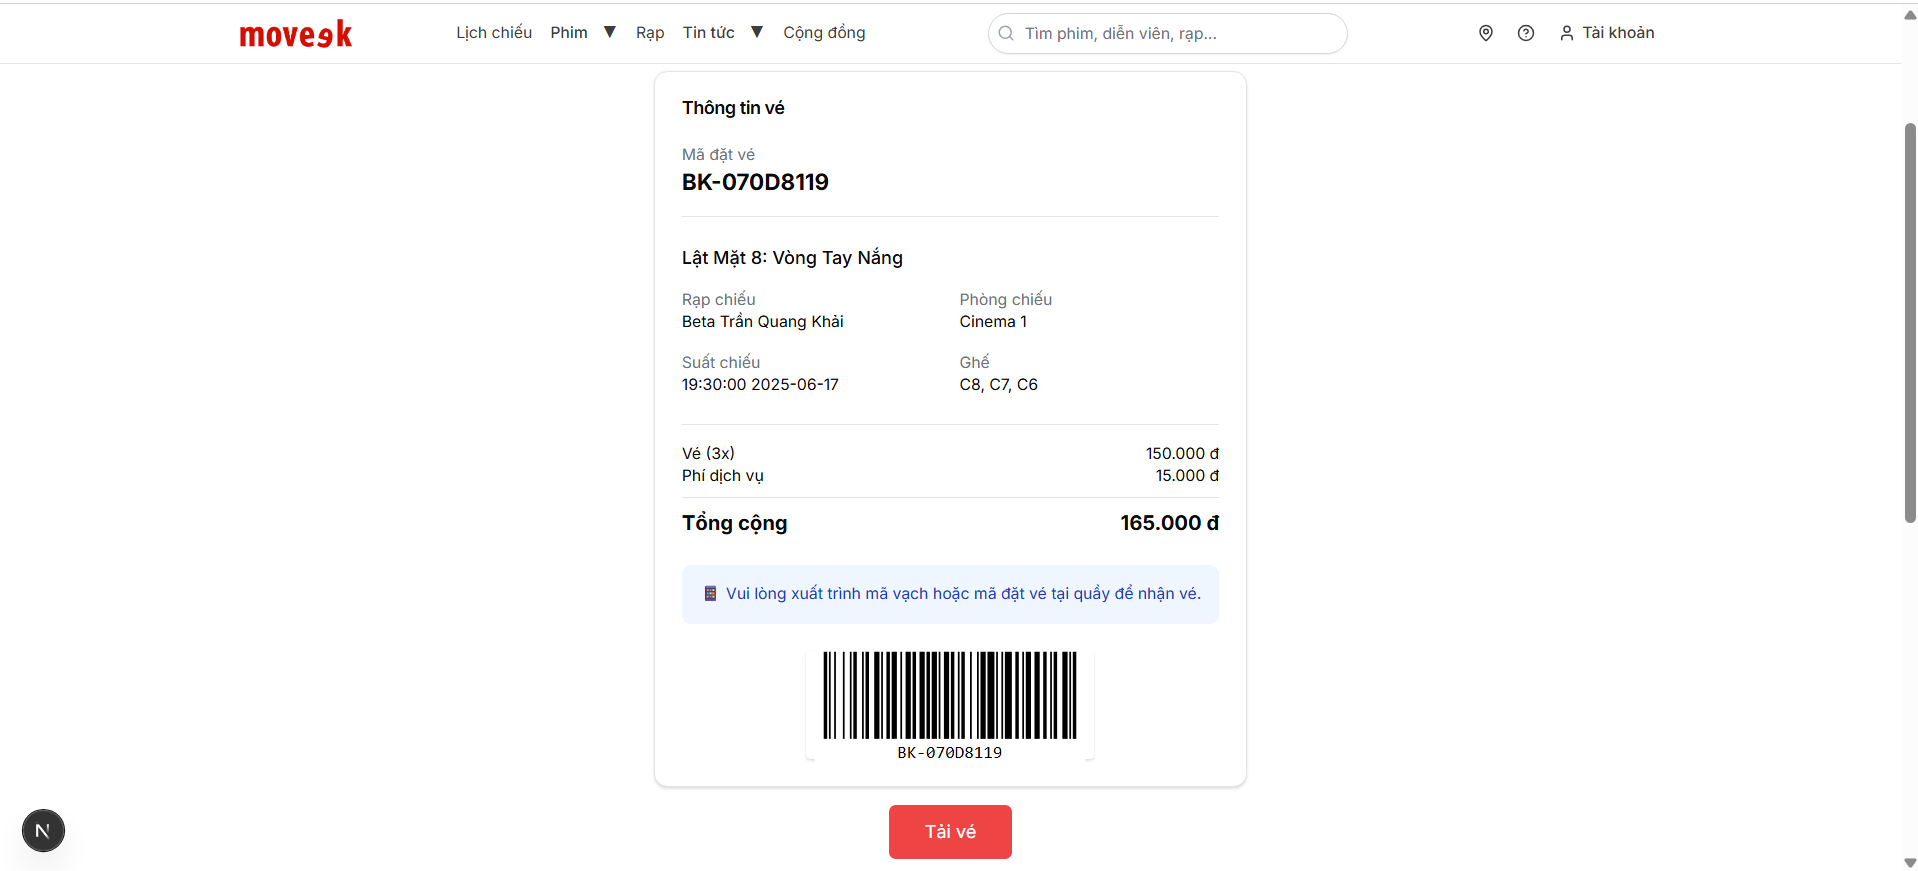 moveek
Lịch chiếu Phim ▼ Rạp Tin tức ▼ Cộng đồng
Tìm phim, diễn viên, rạp...
Tài khoản
Thông tin vé
Mã đặt vé
BK-070D8119
Lật Mặt 8: Vòng Tay Nắng
Rạp chiếu
Beta Trần Quang Khải
Phòng chiếu
Cinema 1
Suất chiếu
19:30:00 2025-06-17
Ghế
C8, C7, C6
Vé (3x) 150.000 đ
Phí dịch vụ 15.000 đ
Tổng cộng 165.000 đ
Vui lòng xuất trình mã vạch hoặc mã đặt vé tại quầy để nhận vé.
BK-070D8119
Tải vé
N